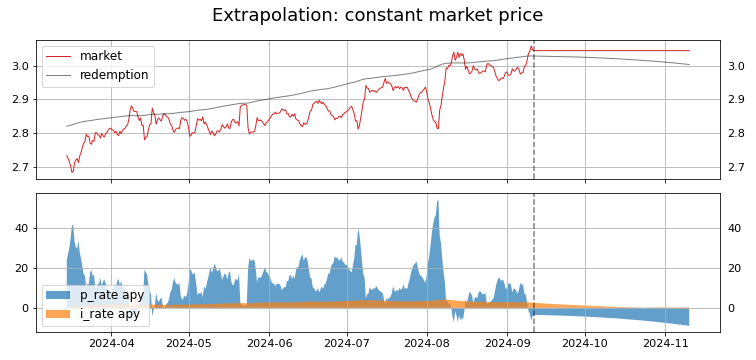 Extrapolation: constant market price
market
redemption
3.0
2.9
2.8
2.7
3.0
2.9
2.8
2.7
40
20
0
40
20
0
p_rate apy
i_rate apy
2024-04 2024-05 2024-06 2024-07 2024-08 2024-09 2024-10 2024-11